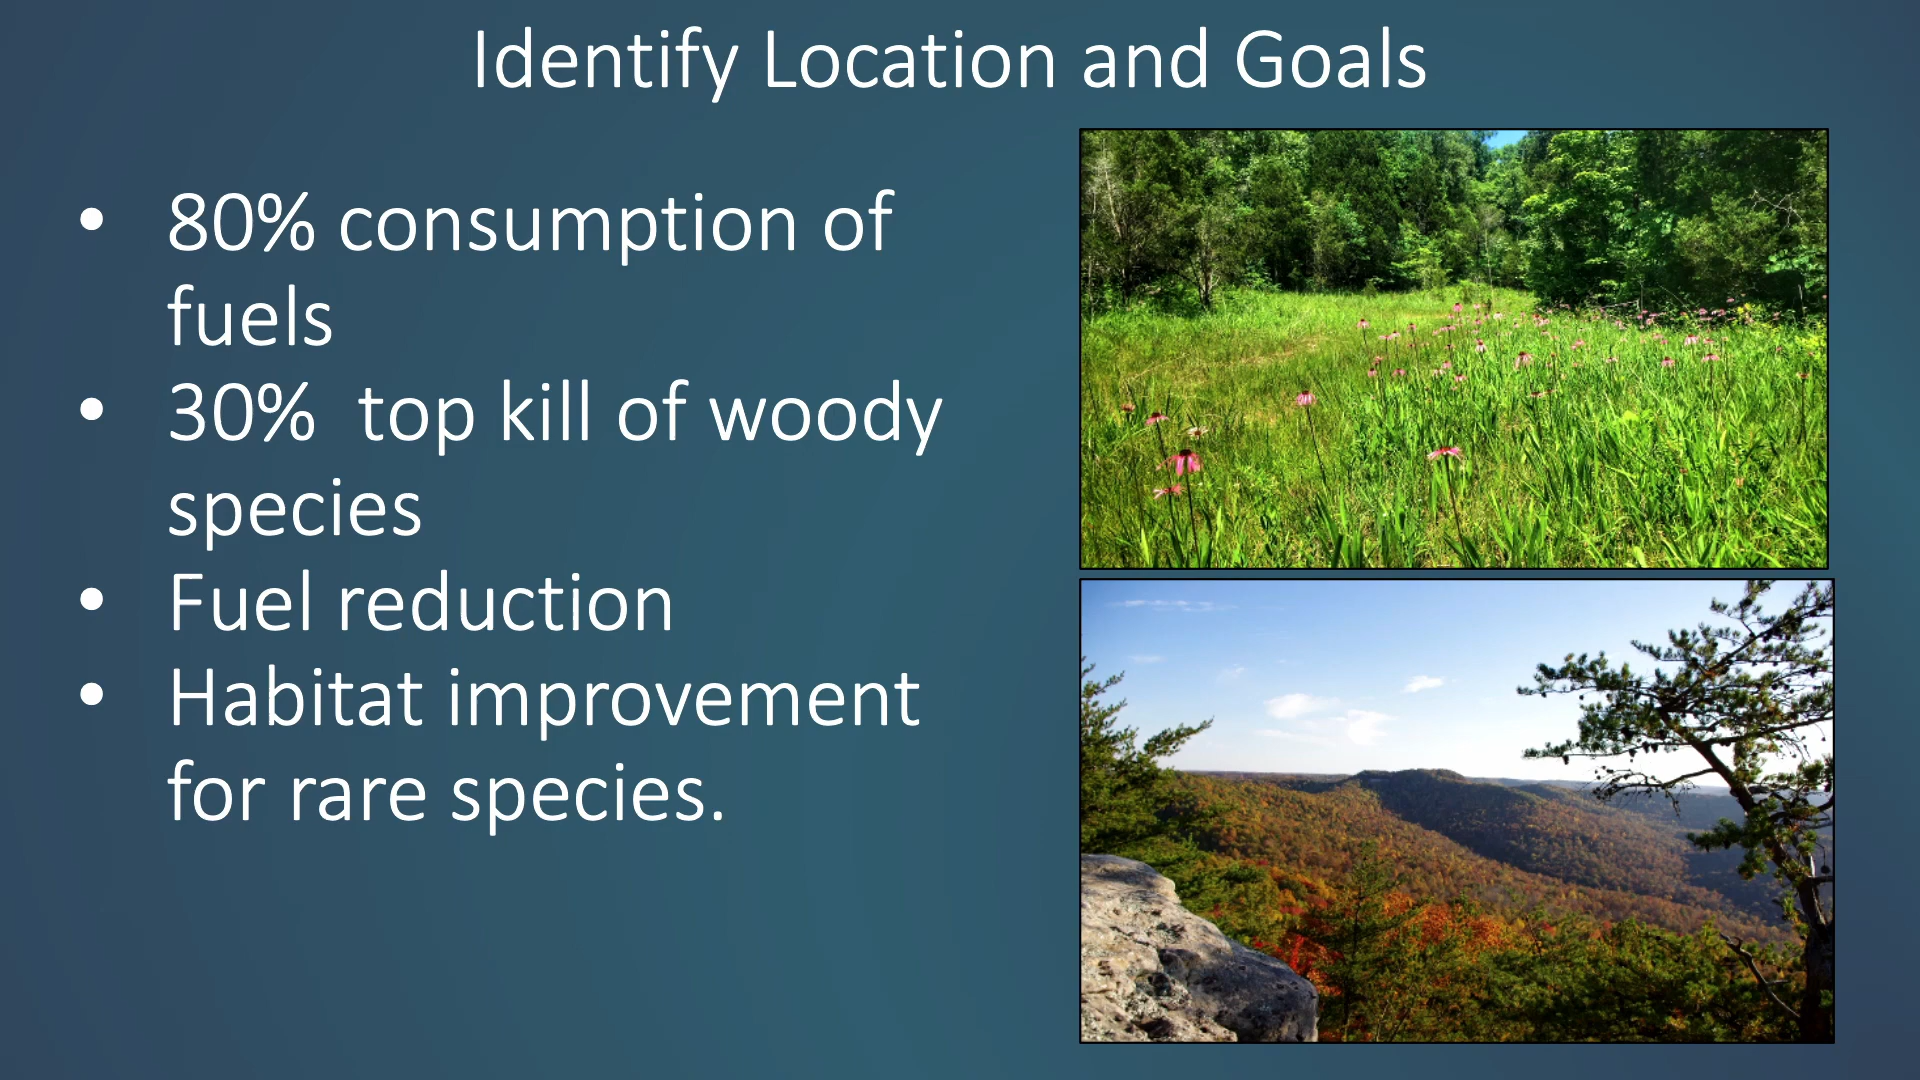 Identify Location and Goals
• 80% consumption of
fuels
• 30%  top kill of woody
species
• Fuel reduction
• Habitat improvement
for rare species.